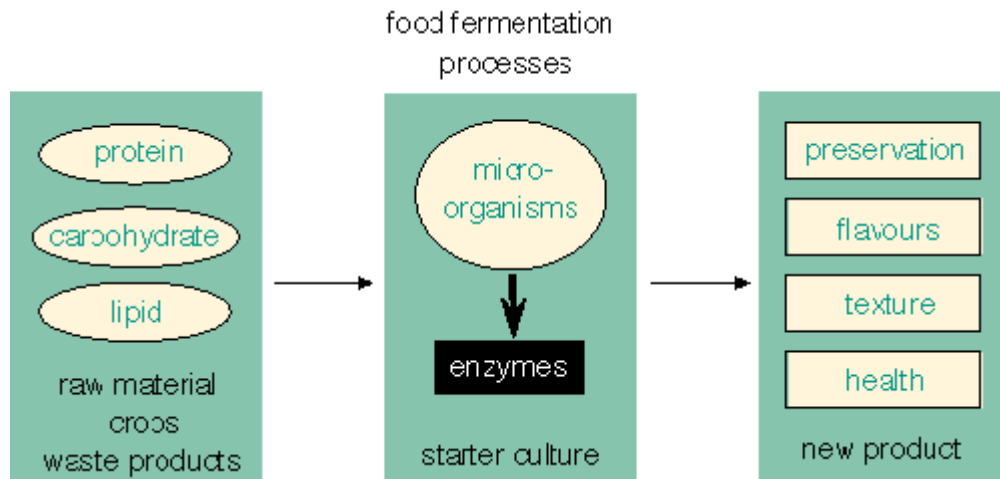 food fermentation
processes
protein
carbohydrate
lipid
raw material
crops
waste products
micro-
organisms
enzymes
starter culture
preservation
flavours
texture
health
new product